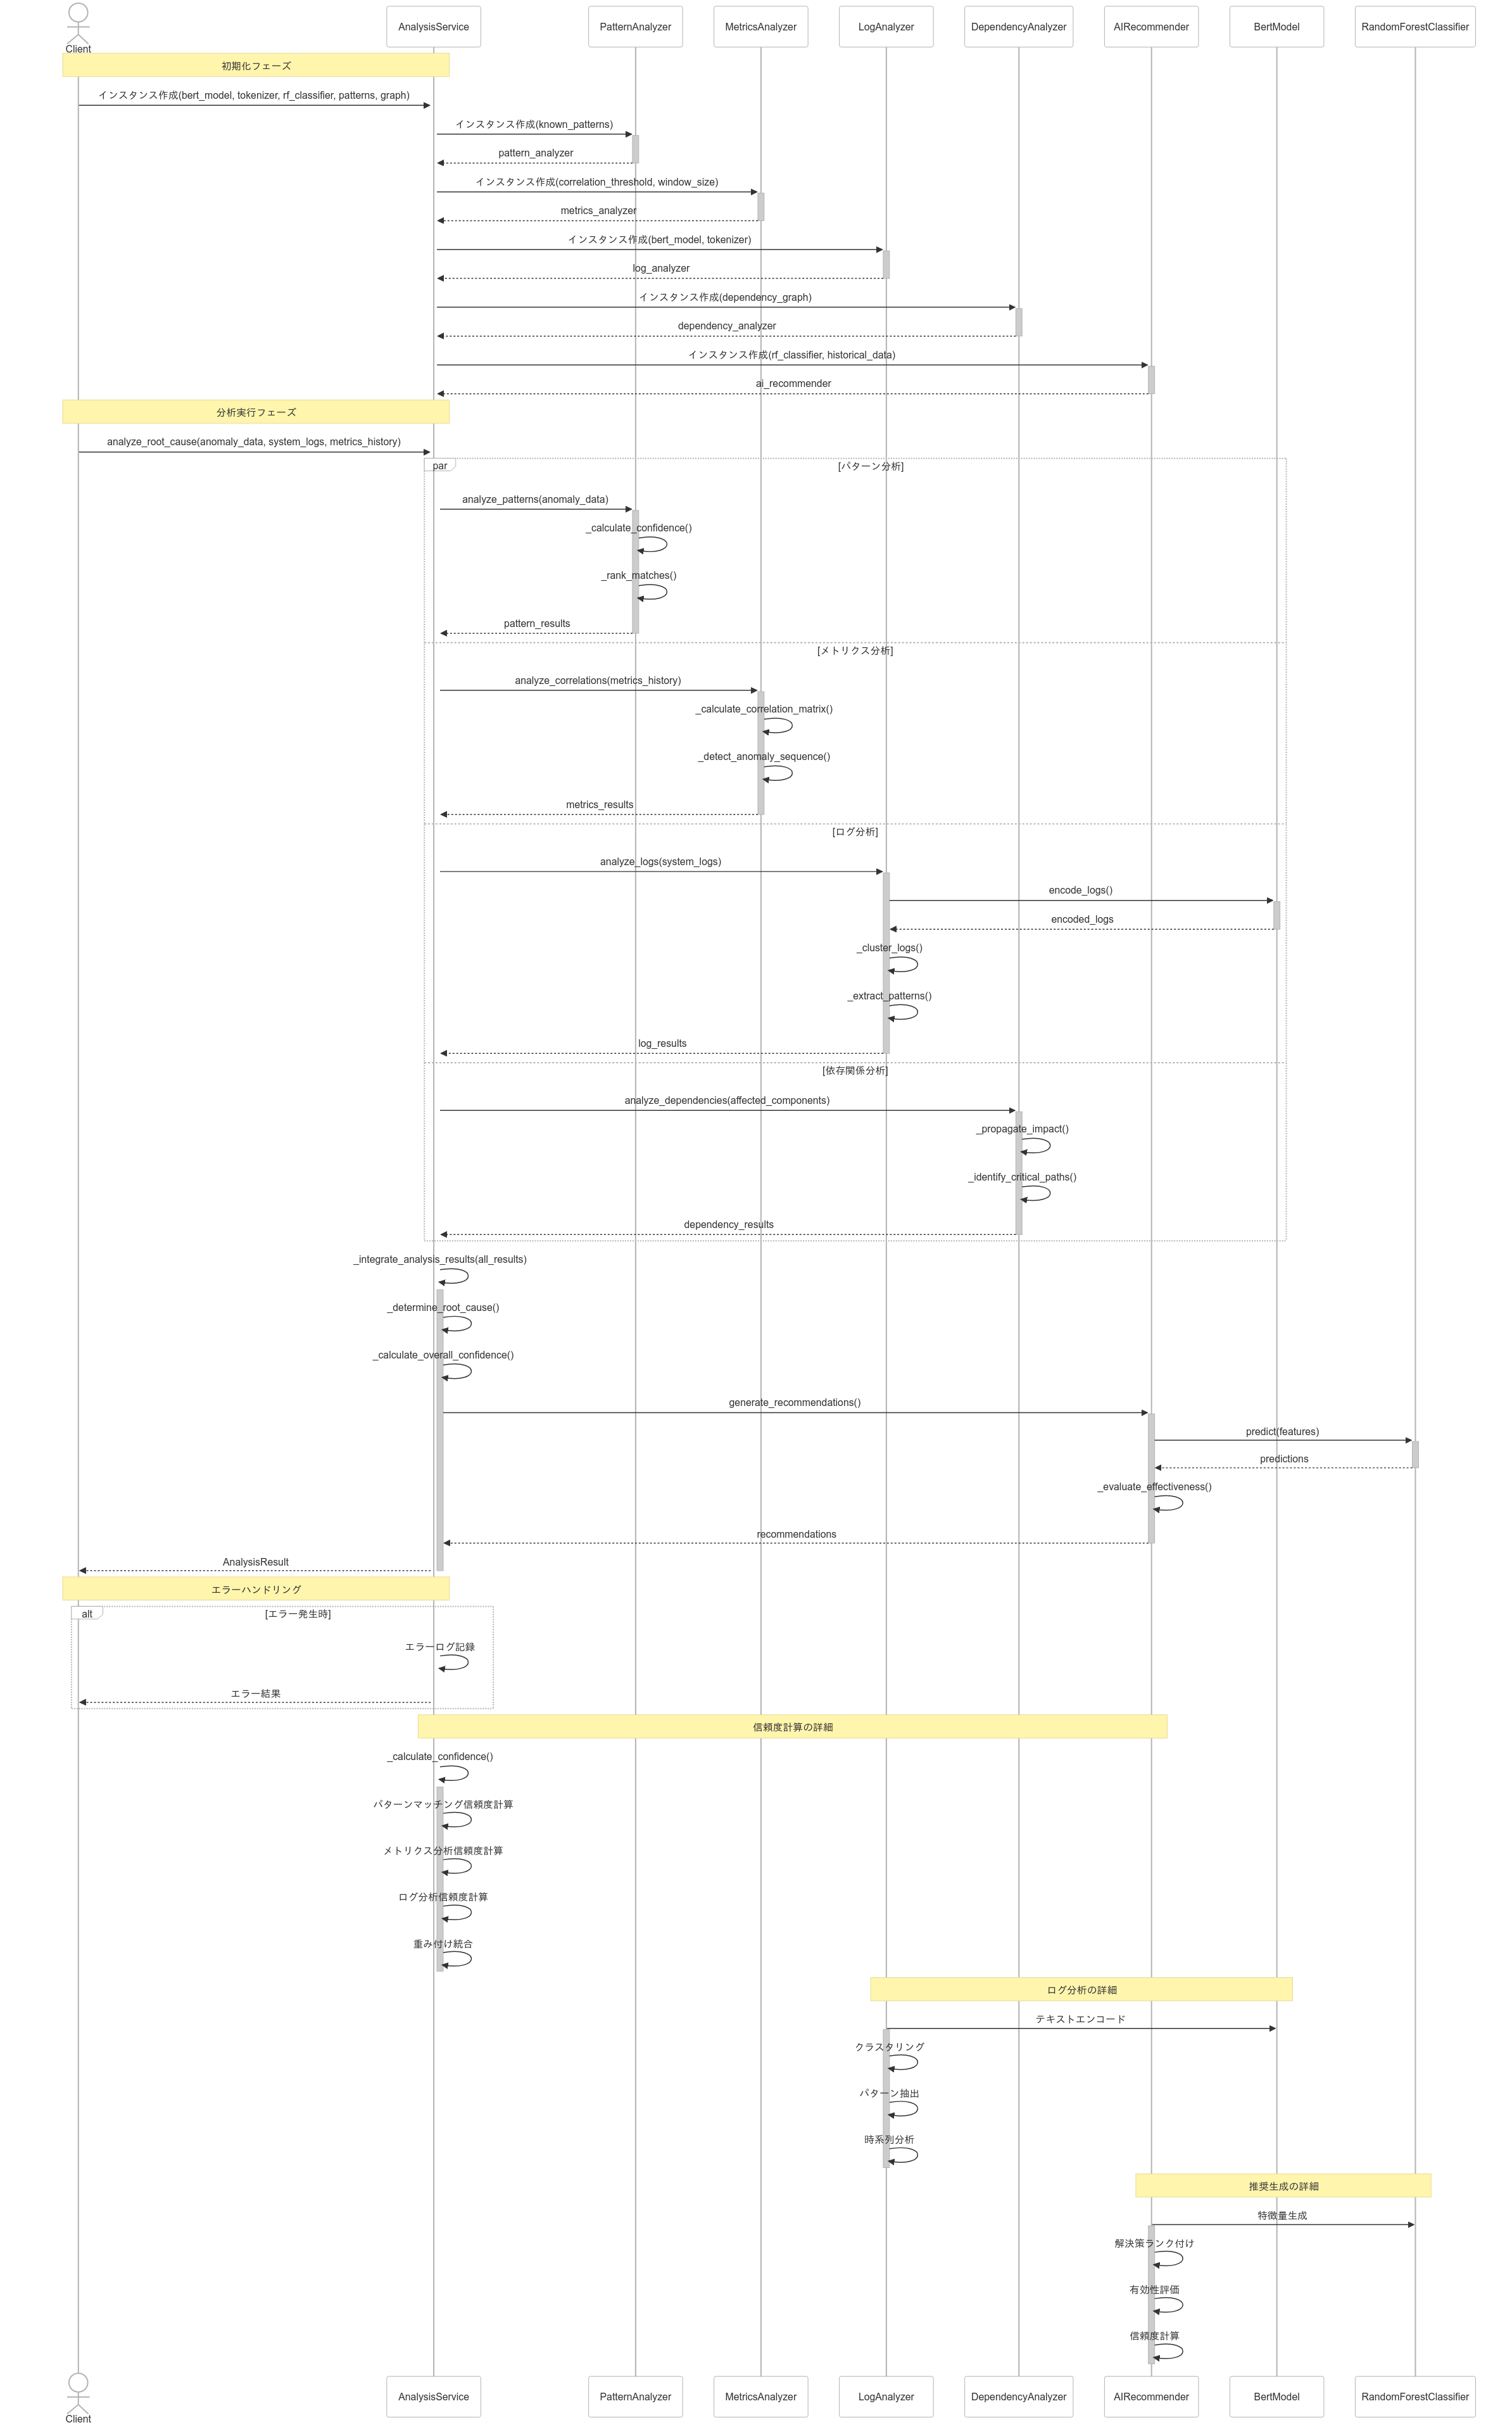 Client
AnalysisService
PatternAnalyzer
MetricsAnalyzer
LogAnalyzer
DependencyAnalyzer
AIRecommender
BertModel
RandomForestClassifier
初期化フェーズ
インスタンス作成(bert_model, tokenizer, rf_classifier, patterns, graph)
インスタンス作成(known_patterns)
pattern_analyzer
インスタンス作成(correlation_threshold, window_size)
metrics_analyzer
インスタンス作成(bert_model, tokenizer)
log_analyzer
インスタンス作成(dependency_graph)
dependency_analyzer
インスタンス作成(rf_classifier, historical_data)
ai_recommender
分析実行フェーズ
analyze_root_cause(anomaly_data, system_logs, metrics_history)
par
[パターン分析]
analyze_patterns(anomaly_data)
_calculate_confidence()
_rank_matches()
pattern_results
[メトリクス分析]
analyze_correlations(metrics_history)
_calculate_correlation_matrix()
_detect_anomaly_sequence()
metrics_results
[ログ分析]
analyze_logs(system_logs)
encode_logs()
encoded_logs
_cluster_logs()
_extract_patterns()
log_results
[依存関係分析]
analyze_dependencies(affected_components)
_propagate_impact()
_identify_critical_paths()
dependency_results
_integrate_analysis_results(all_results)
_determine_root_cause()
_calculate_overall_confidence()
generate_recommendations()
predict(features)
predictions
_evaluate_effectiveness()
recommendations
AnalysisResult
エラーハンドリング
alt
[エラー発生時]
エラーログ記録
エラー結果
信頼度計算の詳細
_calculate_confidence()
パターンマッチング信頼度計算
メトリクス分析信頼度計算
ログ分析信頼度計算
重み付け統合
ログ分析の詳細
テキストエンコード
クラスタリング
パターン抽出
時系列分析
推奨生成の詳細
特徴量生成
解決策ランク付け
有効性評価
信頼度計算
Client
AnalysisService
PatternAnalyzer
MetricsAnalyzer
LogAnalyzer
DependencyAnalyzer
AIRecommender
BertModel
RandomForestClassifier